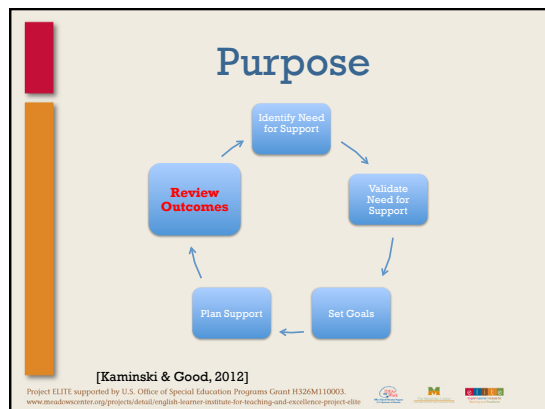 Purpose
Identify Need
for Support
Validate
Need for
Support
Set Goals
Plan Support
Review
Outcomes
[Kaminski & Good, 2012]
Project ELITE supported by U.S. Office of Special Education Programs Grant H326M110003.
www.meadowscenter.org/projects/detail/english-learner-institute-for-teaching-and-excellence-project-elite
elite